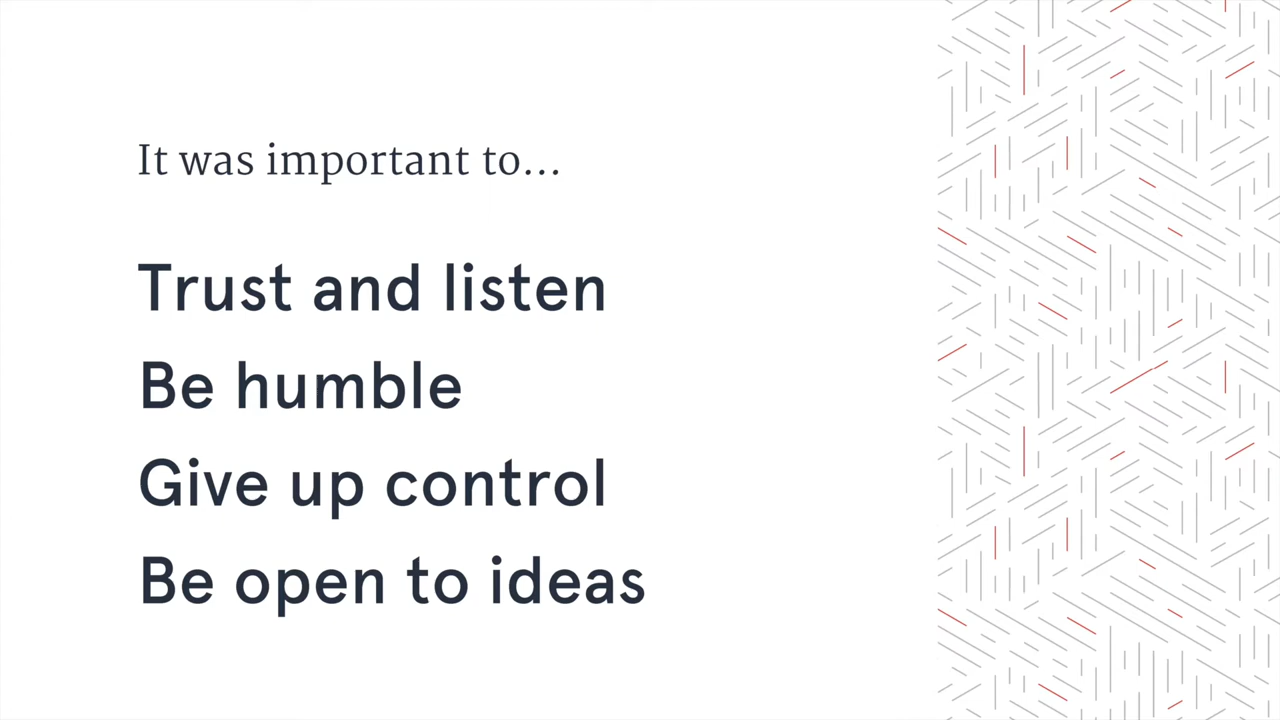 It was important to...
Trust and listen
Be humble
Give up control
Be open to ideas